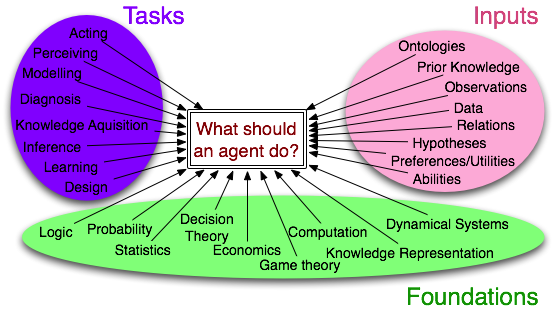 Tasks
Acting
Perceiving
Modelling
Diagnosis
Knowledge Aquisition
Inference
Learning
Design
Inputs
Ontologies
Prior Knowledge
Observations
Data
Relations
Hypotheses
Preferences/Utilities
Abilities
What should
an agent do?
Logic
Probability
Statistics
Decision
Theory
Economics
Game theory
Computation
Knowledge Representation
Dynamical Systems
Foundations